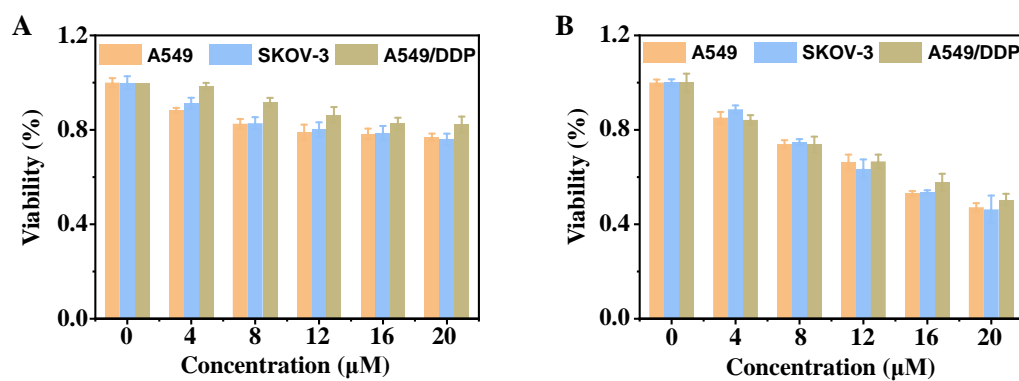 A
1.2
A549 SKOV-3 A549/DDP
0.8
0.4
0.0
Viability (%)
0 4 8 12 16 20
Concentration (μM)
B
1.2
A549 SKOV-3 A549/DDP
0.8
0.4
0.0
Viability (%)
0 4 8 12 16 20
Concentration (μM)